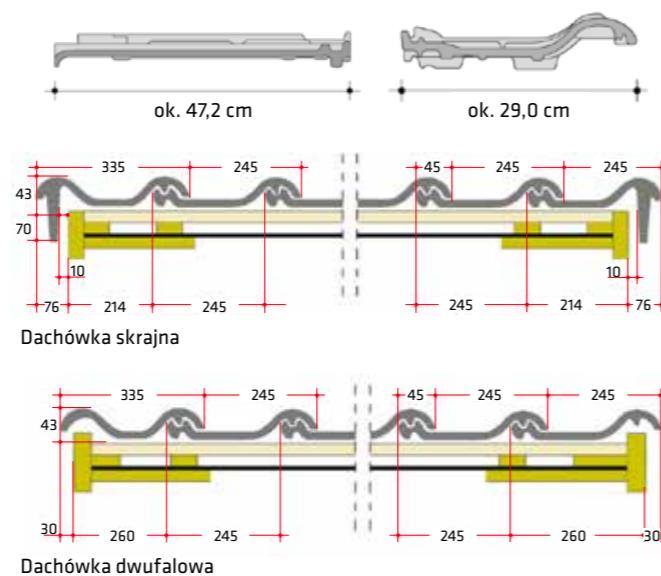 ok. 47,2 cm ok. 29,0 cm
335 245 45 245 245
43
70
10 10
76 214 245 245 214 76
Dachówka skrajna
335 245 45 245 245
43
30 260 245 245 260 30
Dachówka dwufalowa